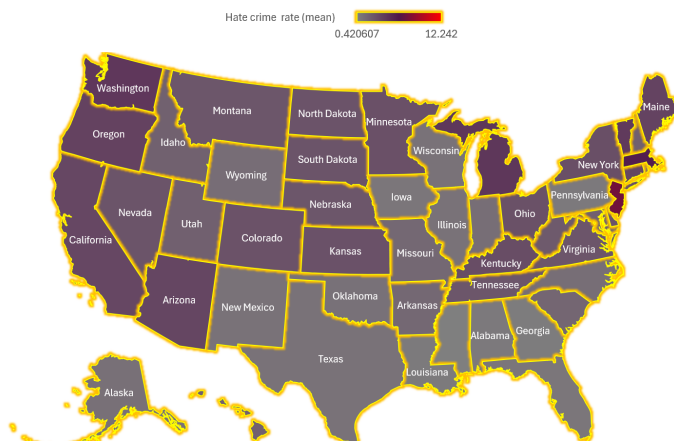 Hate crime rate (mean)
0.420607 12.242
Washington
Maine
Montana
North Dakota
Minnesota
Oregon
Idaho
Wisconsin
South Dakota
New York
Wyoming
Pennsylvania
Iowa
Nebraska
Nevada
Utah
Illinois
Ohio
California
Colorado
Kansas
Missouri
Virginia
Kentucky
Tennessee
Arizona
New Mexico
Oklahoma
Arkansas
Alabama
Georgia
Texas
Louisiana
Alaska